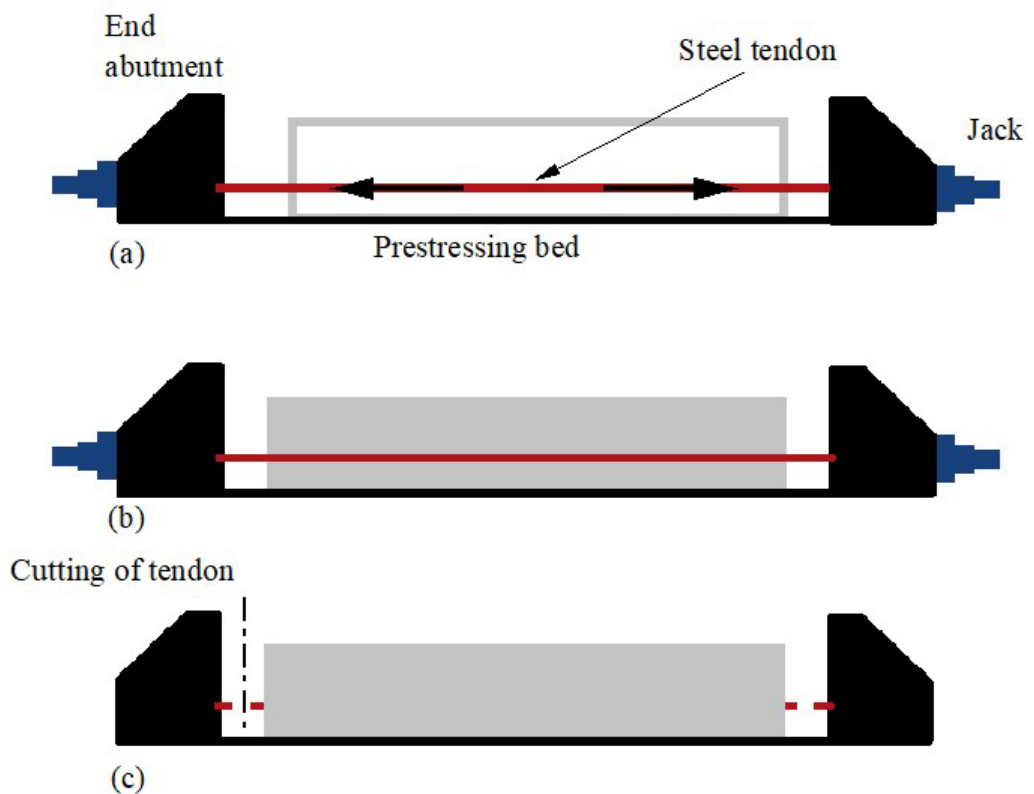 End
abutment
Steel tendon
Jack
(a)
Prestressing bed
(b)
Cutting of tendon
(c)